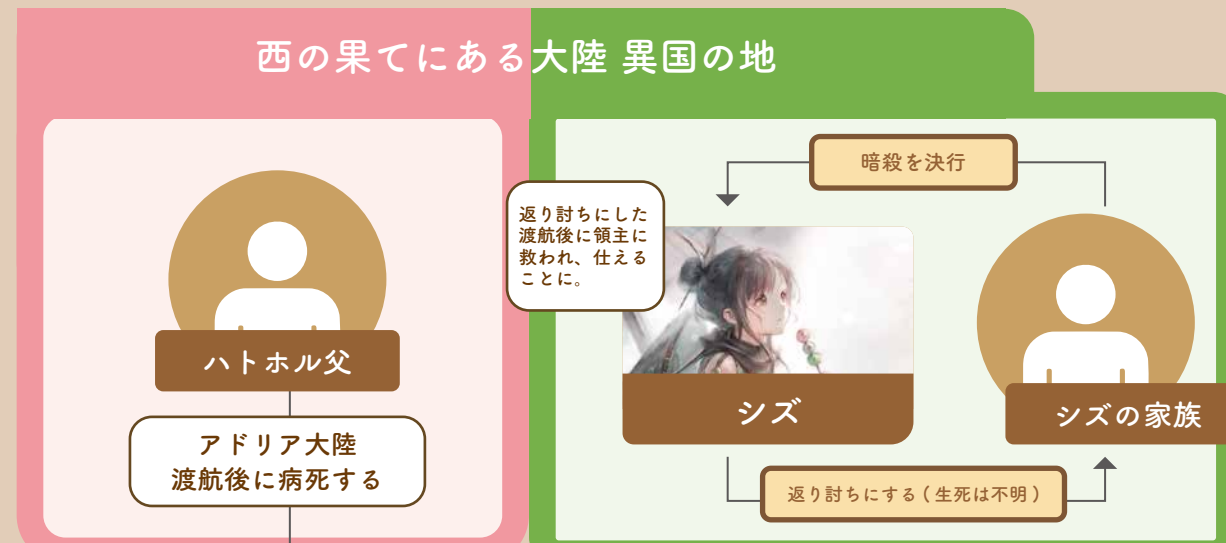 西の果てにある大陸 異国の地
ハトホル父
アドリア大陸
渡航後に病死する
返り討ちにした
渡航後に領主に
救われ、仕える
ことに。
暗殺を決行
シズ
シズの家族
返り討ちにする ( 生死は不明 )